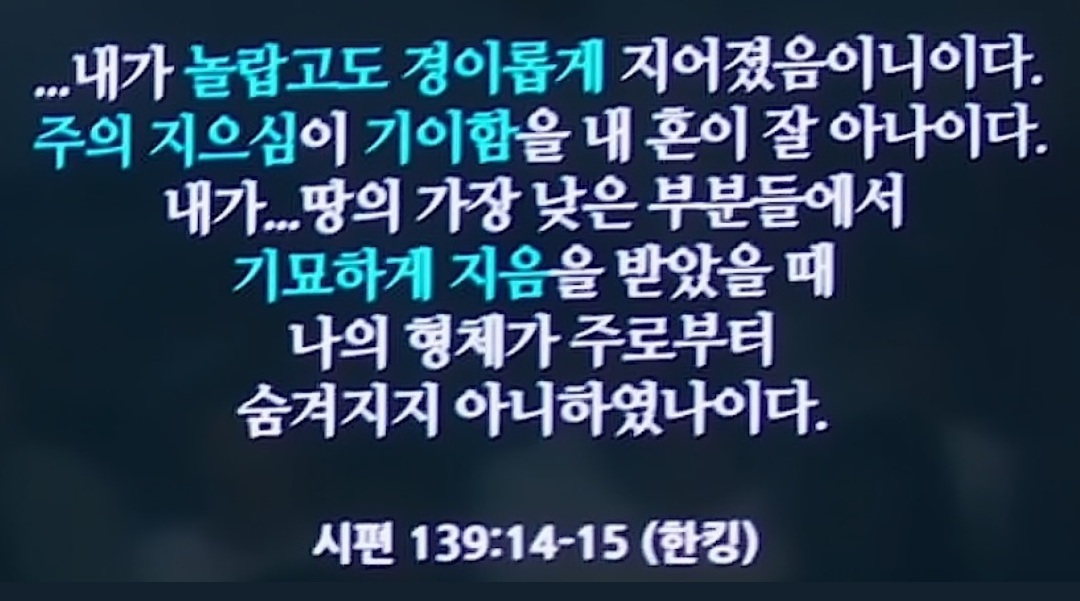 ...내가 놀랍고도 경이롭게 지어졌음이니이다.
주의 지으심이 기이함을 내 혼이 잘 아나이다.
내가...땅의 가장 낮은 부분들에서
기묘하게 지음을 받았을 때
나의 형체가 주로부터
숨겨지지 아니하였나이다.
시편 139:14-15 (한킹)